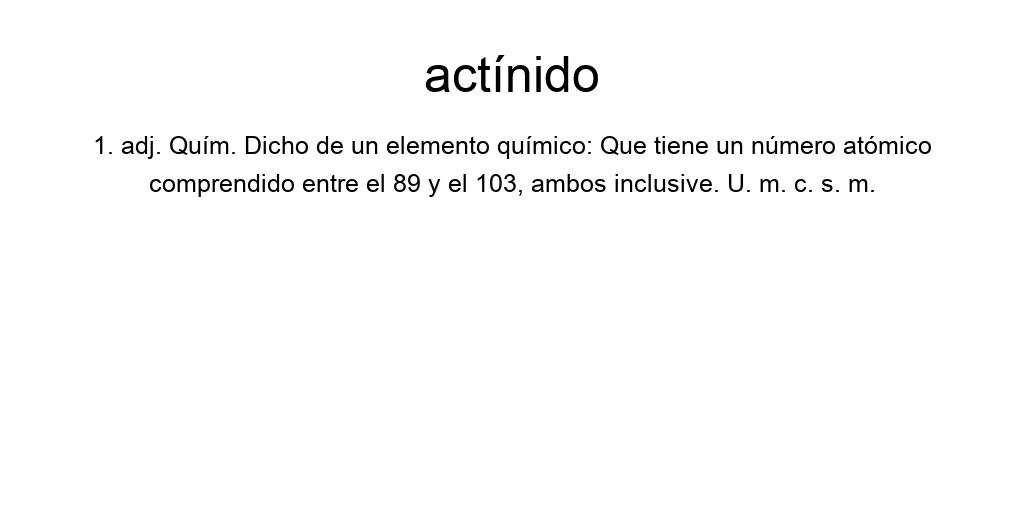 actínido
1. adj. Quím. Dicho de un elemento químico: Que tiene un número atómico
comprendido entre el 89 y el 103, ambos inclusive. U. m. c. s. m.